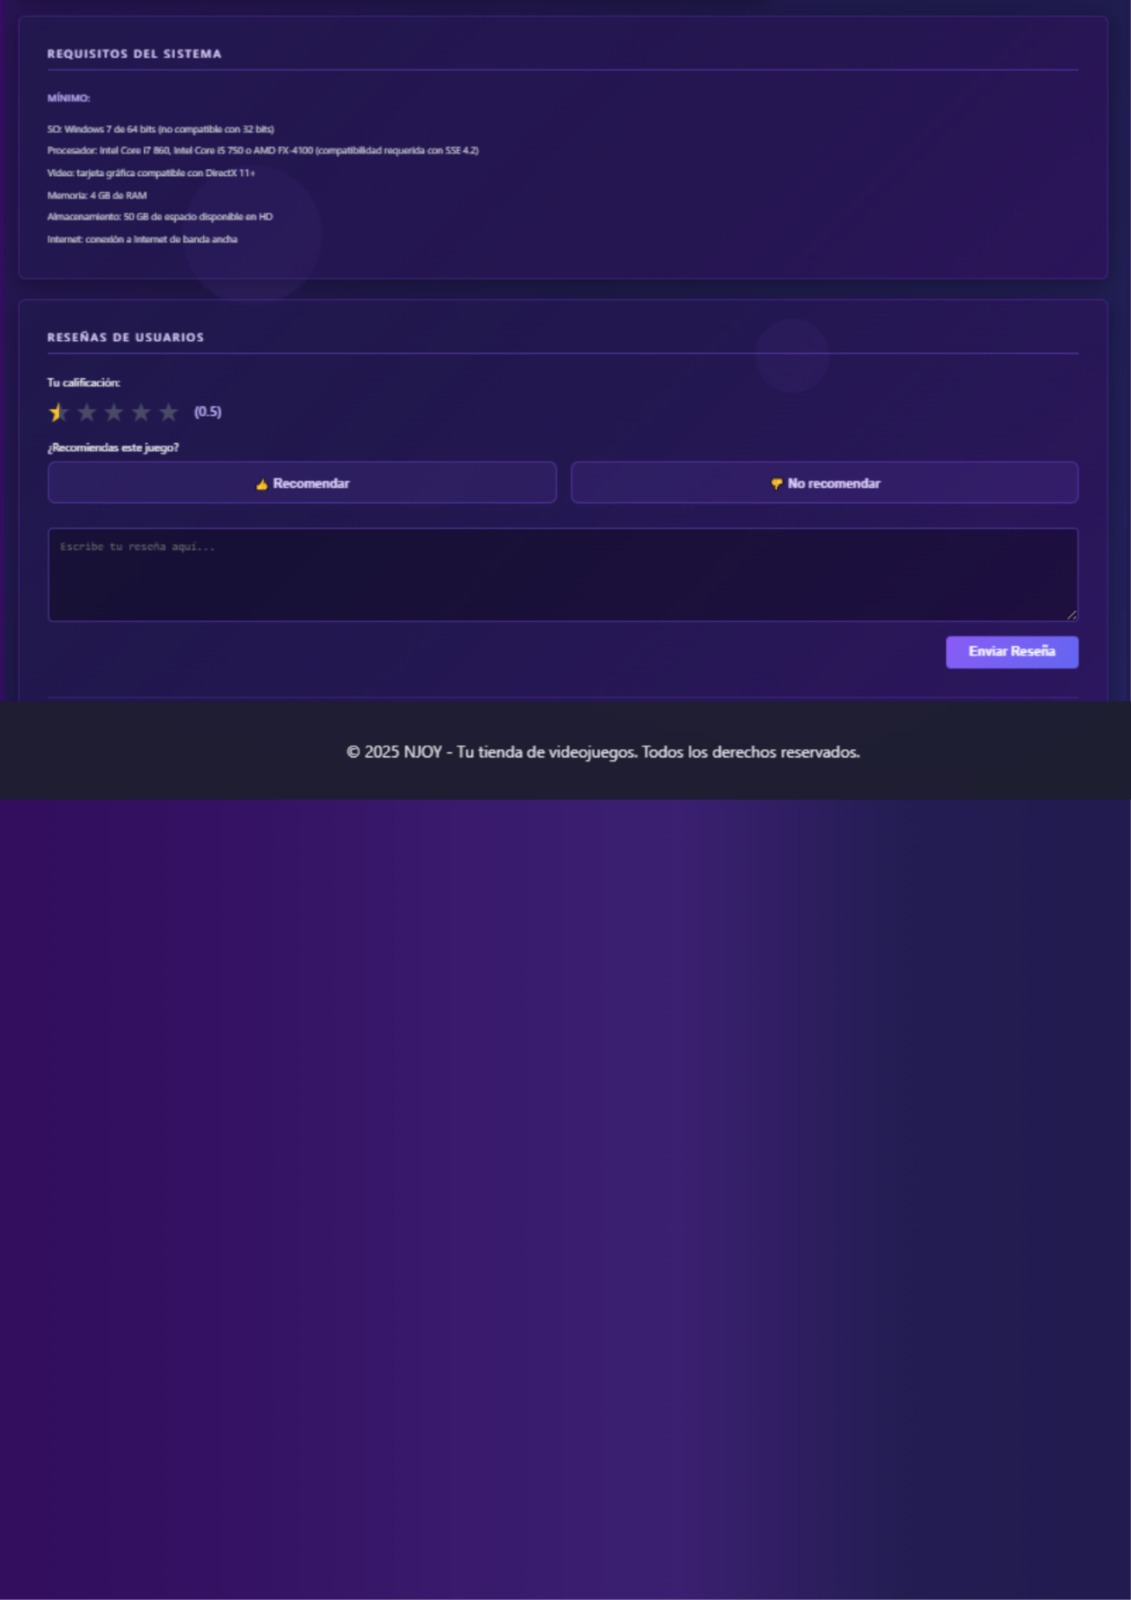 REQUISITOS DEL SISTEMA
MÍNIMO:
SO: Windows 7 de 64 bits (no compatible con 32 bits)
Procesador: Intel Core i7 860, Intel Core i5 750 o AMD FX-4100 (compatibilidad requerida con SSE 4.2)
Video: tarjeta gráfica compatible con DirectX 11+
Memoria: 4 GB de RAM
Almacenamiento: 50 GB de espacio disponible en HD
Internet: conexión a Internet de banda ancha
RESEÑAS DE USUARIOS
Tu calificación:
(0.5)
¿Recomiendas este juego?
Recomendar
No recomendar
Escribe tu reseña aquí...
Enviar Reseña
© 2025 NJOY - Tu tienda de videojuegos. Todos los derechos reservados.